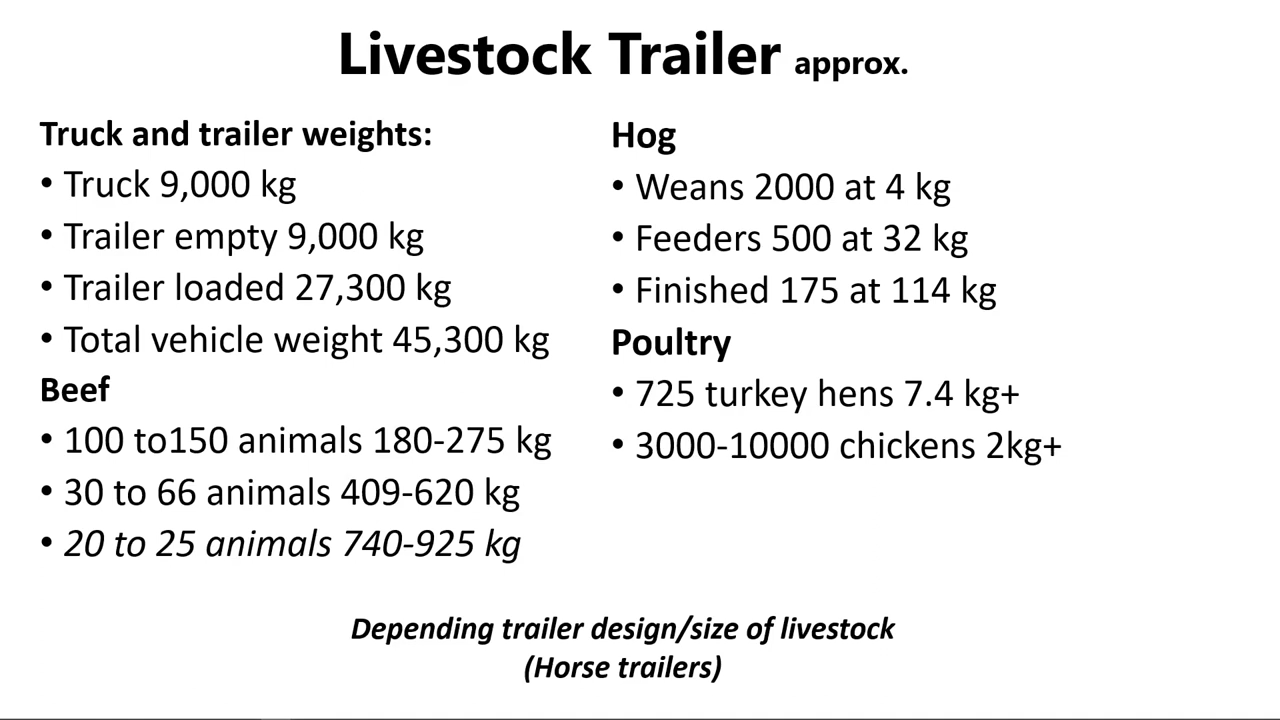 Livestock Trailer approx.
Truck and trailer weights:
• Truck 9,000 kg
• Trailer empty 9,000 kg
• Trailer loaded 27,300 kg
• Total vehicle weight 45,300 kg
Beef
• 100 to150 animals 180-275 kg
• 30 to 66 animals 409-620 kg
• 20 to 25 animals 740-925 kg
Hog
• Weans 2000 at 4 kg
• Feeders 500 at 32 kg
• Finished 175 at 114 kg
Poultry
• 725 turkey hens 7.4 kg+
• 3000-10000 chickens 2kg+
Depending trailer design/size of livestock
(Horse trailers)